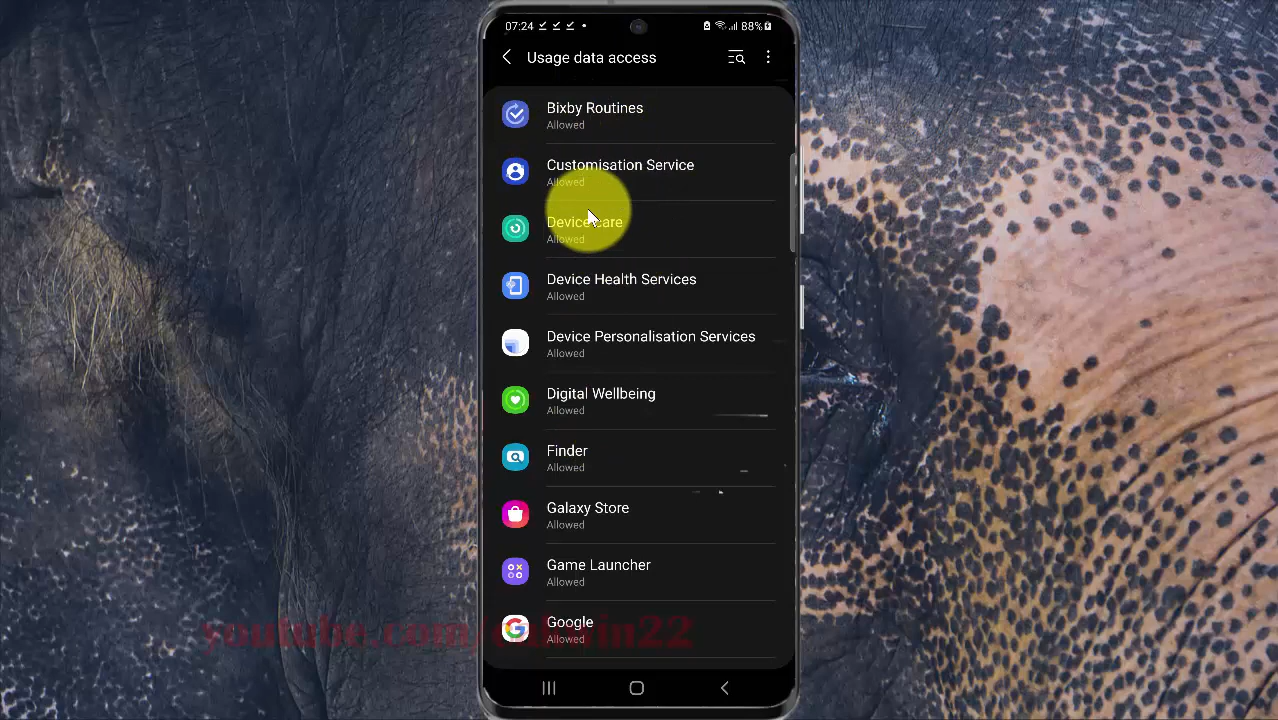 07:24
88%
Usage data access
Bixby Routines
Allowed
Customisation Service
Allowed
Device care
Allowed
Device Health Services
Allowed
Device Personalisation Services
Allowed
Digital Wellbeing
Allowed
Finder
Allowed
Galaxy Store
Allowed
Game Launcher
Allowed
Google
Allowed